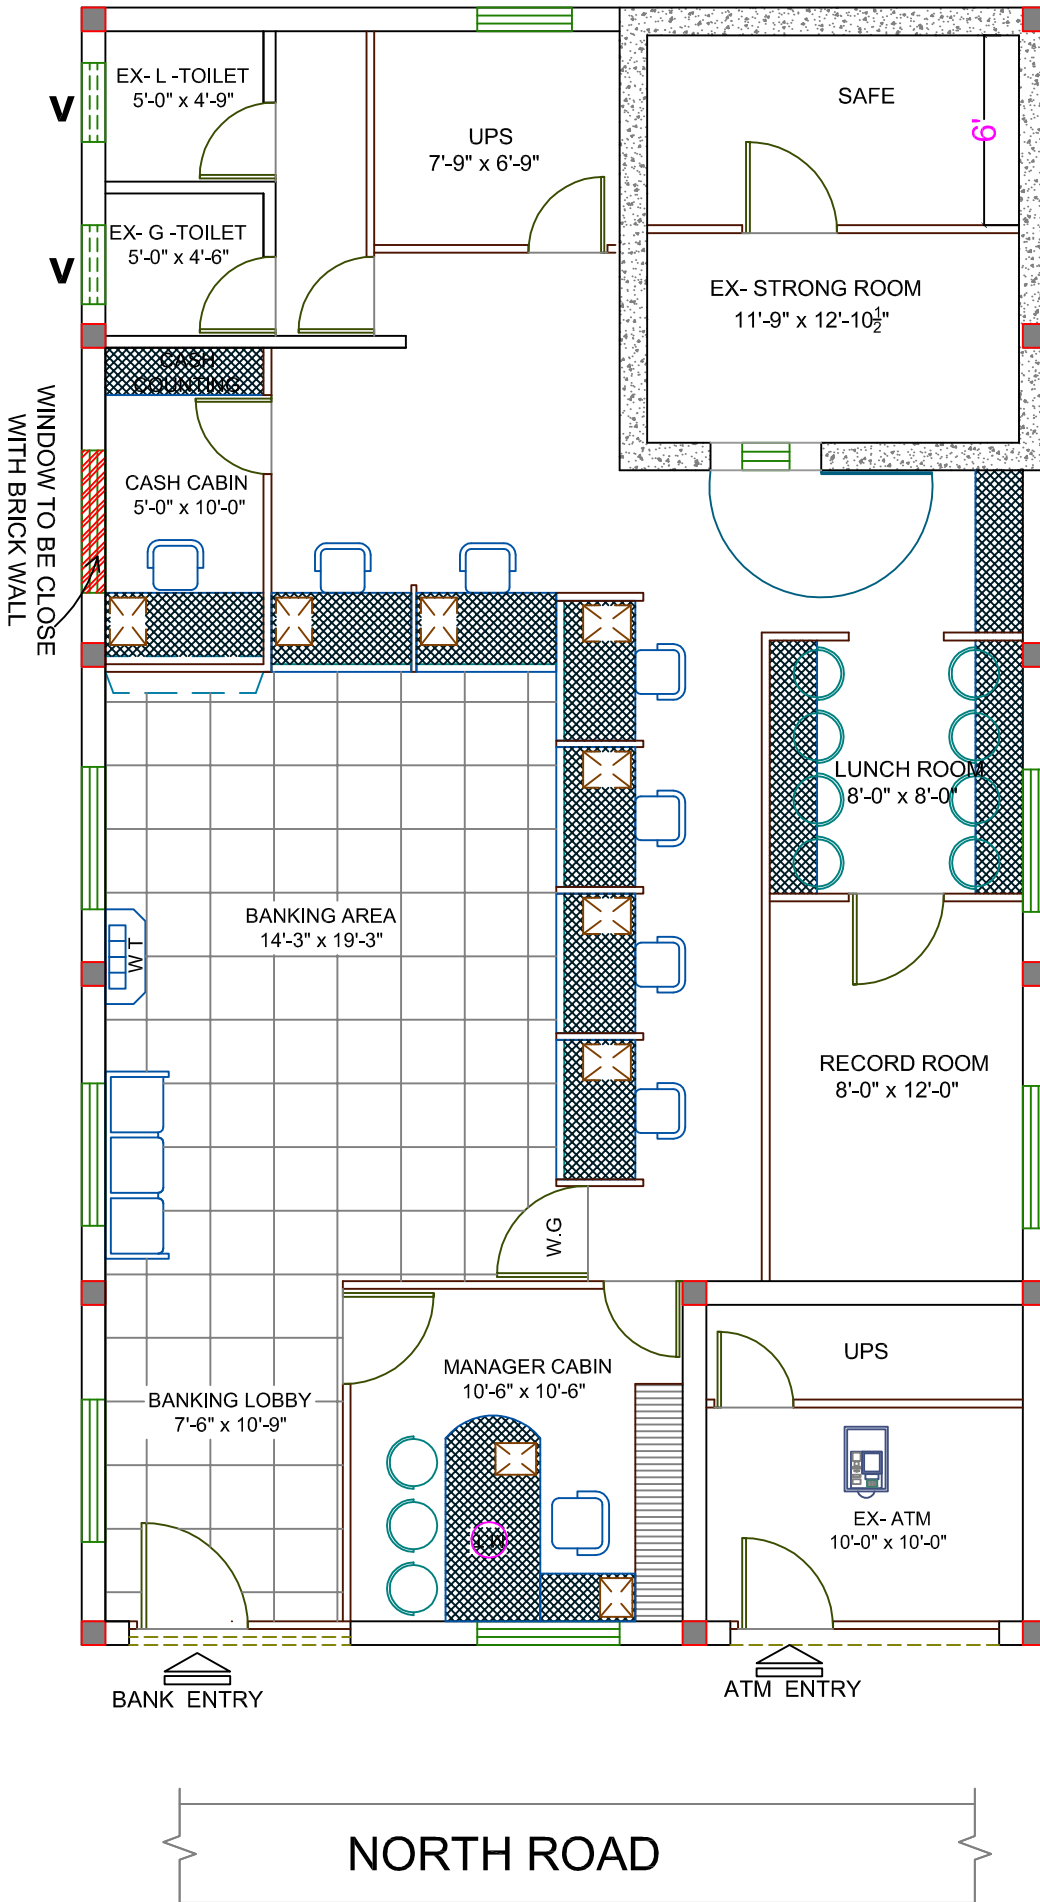 EX- L -TOILET
5'-0" x 4'-9"
V
UPS
7'-9" x 6'-9"
SAFE
6'
EX- G -TOILET
5'-0" x 4'-6"
V
EX- STRONG ROOM
11'-9" x 12'-10½"
CASH
COUNTING
WINDOW TO BE CLOSE
WITH BRICK WALL
CASH CABIN
5'-0" x 10'-0"
LUNCH ROOM
8'-0" x 8'-0"
BANKING AREA
14'-3" x 19'-3"
W T
RECORD ROOM
8'-0" x 12'-0"
W.G
UPS
MANAGER CABIN
10'-6" x 10'-6"
BANKING LOBBY
7'-6" x 10'-9"
EX- ATM
10'-0" x 10'-0"
BANK ENTRY
ATM ENTRY
NORTH ROAD